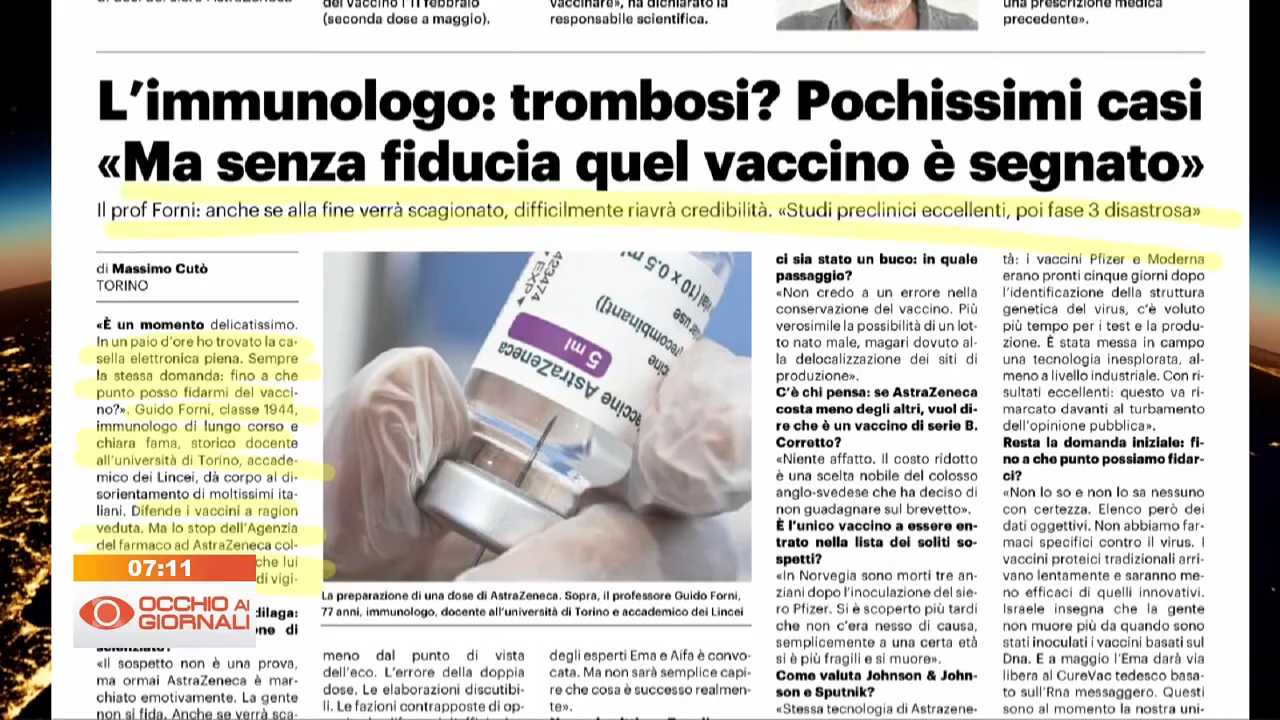 del vaccino l'11 febbraio
(seconda dose a maggio).
vaccinare», ha dichiarato la
responsabile scientifica.
una prescrizione medica
precedente».
L'immunologo: trombosi? Pochissimi casi
«Ma senza fiducia quel vaccino è segnato»
Il prof Forni: anche se alla fine verrà scagionato, difficilmente riavrà credibilità. «Studi preclinici eccellenti, poi fase 3 disastrosa»
di Massimo Cutò
TORINO
«È un momento delicatissimo.
In un paio d'ore ho trovato la ca-
sella elettronica piena. Sempre
la stessa domanda: fino a che
punto posso fidarmi del vacci-
no?». Guido Forni, classe 1944,
immunologo di lungo corso e
chiara fama, storico docente
all'università di Torino, accade-
mico dei Lincei, dà corpo al di-
sorientamento di moltissimi ita-
liani. Difende i vaccini a ragion
veduta. Ma lo stop dell'Agenzia
del farmaco ad AstraZeneca col-
che lui
di vigi-
dilaga:
one di
«Il sospetto non è una prova,
ma ormai AstraZeneca è mar-
chiato emotivamente. La gente
non si fida. Anche se verrà sca-
07:11
OCCHIO AI
GIORNALI
423474
EXP
vial (10 x 0.5 ml)
5 ml
Vaccine AstraZeneca
La preparazione di una dose di AstraZeneca. Sopra, il professore Guido Forni,
77 anni, immunologo, docente all'università di Torino e accademico dei Lincei
meno dal punto di vista
dell'eco. L'errore della doppia
dose. Le elaborazioni discutibi-
li. Le fazioni contrapposte di op-
degli esperti Ema e Aifa è convo-
cata. Ma non sarà semplice capi-
re che cosa è successo realmen-
te».
ci sia stato un buco: in quale
passaggio?
«Non credo a un errore nella
conservazione del vaccino. Più
verosimile la possibilità di un lot-
to nato male, magari dovuto al-
la delocalizzazione dei siti di
produzione».
C'è chi pensa: se AstraZeneca
costa meno degli altri, vuol di-
re che è un vaccino di serie B.
Corretto?
«Niente affatto. Il costo ridotto
è una scelta nobile del colosso
anglo-svedese che ha deciso di
non guadagnare sul brevetto».
È l'unico vaccino a essere en-
trato nella lista dei soliti so-
spetti?
«In Norvegia sono morti tre an-
ziani dopo l'inoculazione del sie-
ro Pfizer. Si è scoperto più tardi
che non c'era nesso di causa,
semplicemente a una certa età
si è più fragili e si muore».
Come valuta Johnson & John-
son e Sputnik?
«Stessa tecnologia di Astrazene-
tà: i vaccini Pfizer e Moderna
erano pronti cinque giorni dopo
l'identificazione della struttura
genetica del virus, c'è voluto
più tempo per i test e la produ-
zione. È stata messa in campo
una tecnologia inesplorata, al-
meno a livello industriale. Con ri-
sultati eccellenti: questo va ri-
marcato davanti al turbamento
dell'opinione pubblica».
Resta la domanda iniziale: fi-
no a che punto possiamo fidar-
ci?
«Non lo so e non lo sa nessuno
con certezza. Elenco però dei
dati oggettivi. Non abbiamo far-
maci specifici contro il virus. I
vaccini proteici tradizionali arri-
vano lentamente e saranno me-
no efficaci di quelli innovativi.
Israele insegna che la gente
non muore più da quando sono
stati inoculati i vaccini basati sul
Dna. E a maggio l'Ema darà via
libera al CureVac tedesco basa-
to sull'Rna messaggero. Questi
sono al momento la nostra uni-